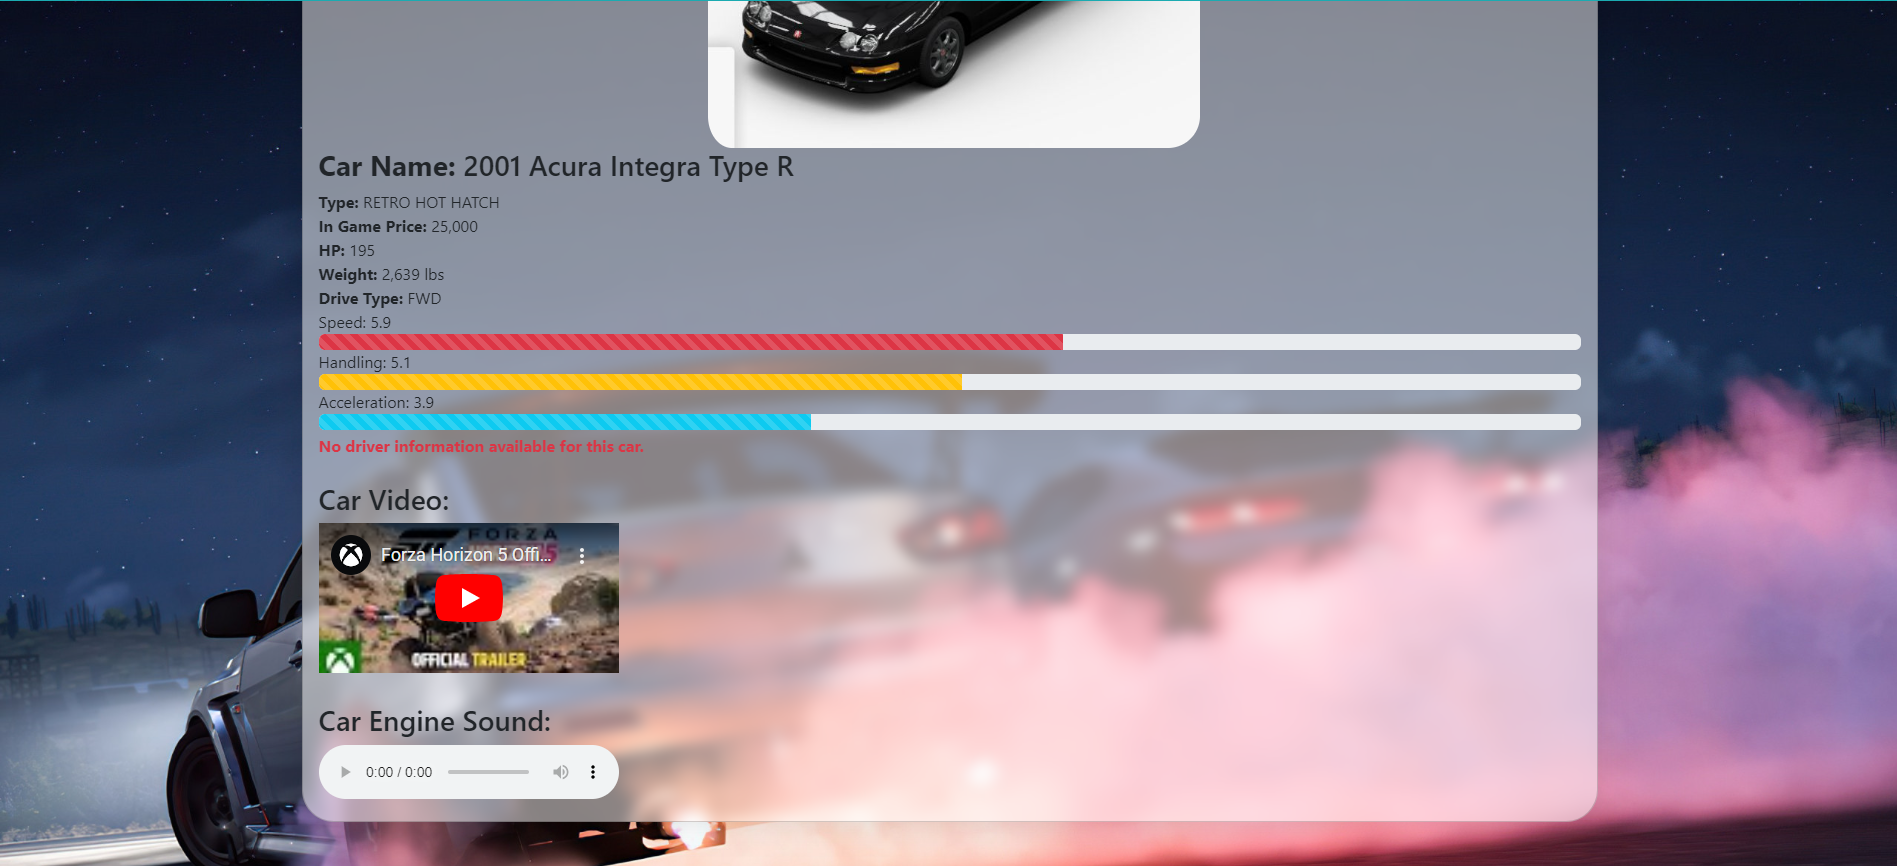 Car Name: 2001 Acura Integra Type R
Type: RETRO HOT HATCH
In Game Price: 25,000
HP: 195
Weight: 2,639 lbs
Drive Type: FWD
Speed: 5.9
Handling: 5.1
Acceleration: 3.9
No driver information available for this car.
Car Video:
FORZA
Forza Horizon 5 Offi...
OFFICIAL TRAILER
Car Engine Sound:
0:00 / 0:00